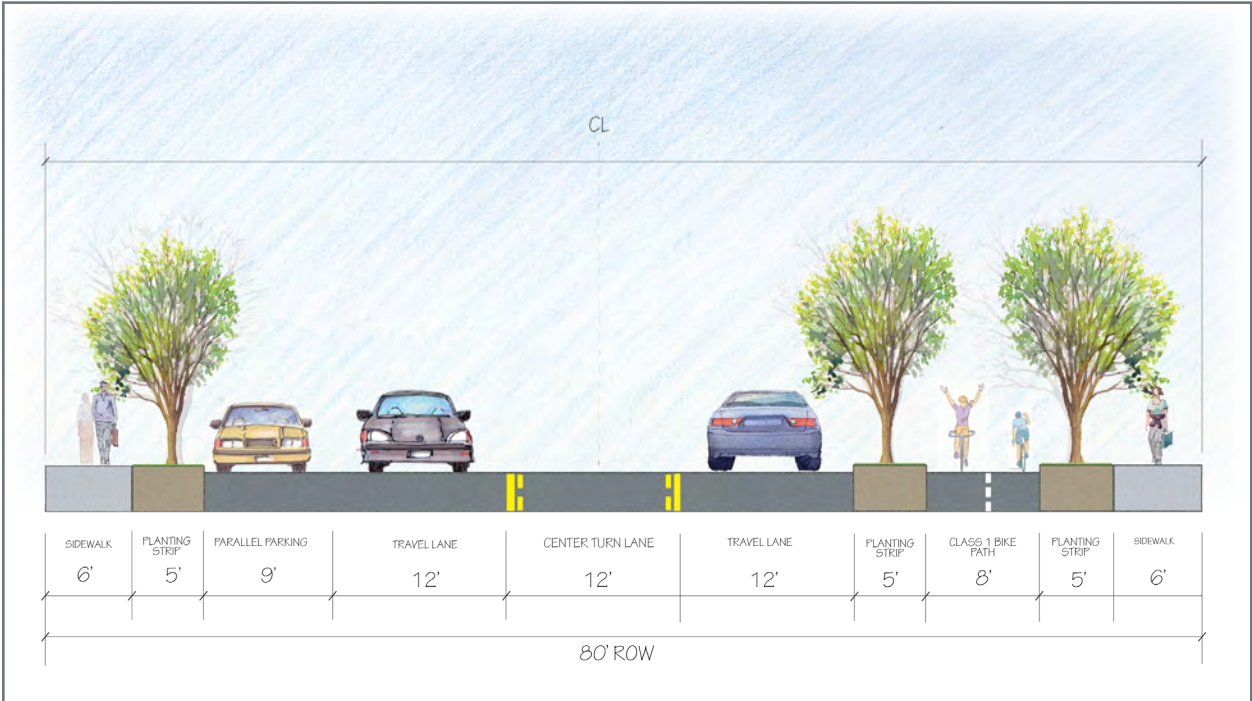 CL
SIDEWALK
6'
PLANTING
STRIP
5'
PARALLEL PARKING
9'
TRAVEL LANE
12'
CENTER TURN LANE
12'
TRAVEL LANE
12'
PLANTING
STRIP
5'
CLASS 1 BIKE
PATH
8'
PLANTING
STRIP
5'
SIDEWALK
6'
80' ROW